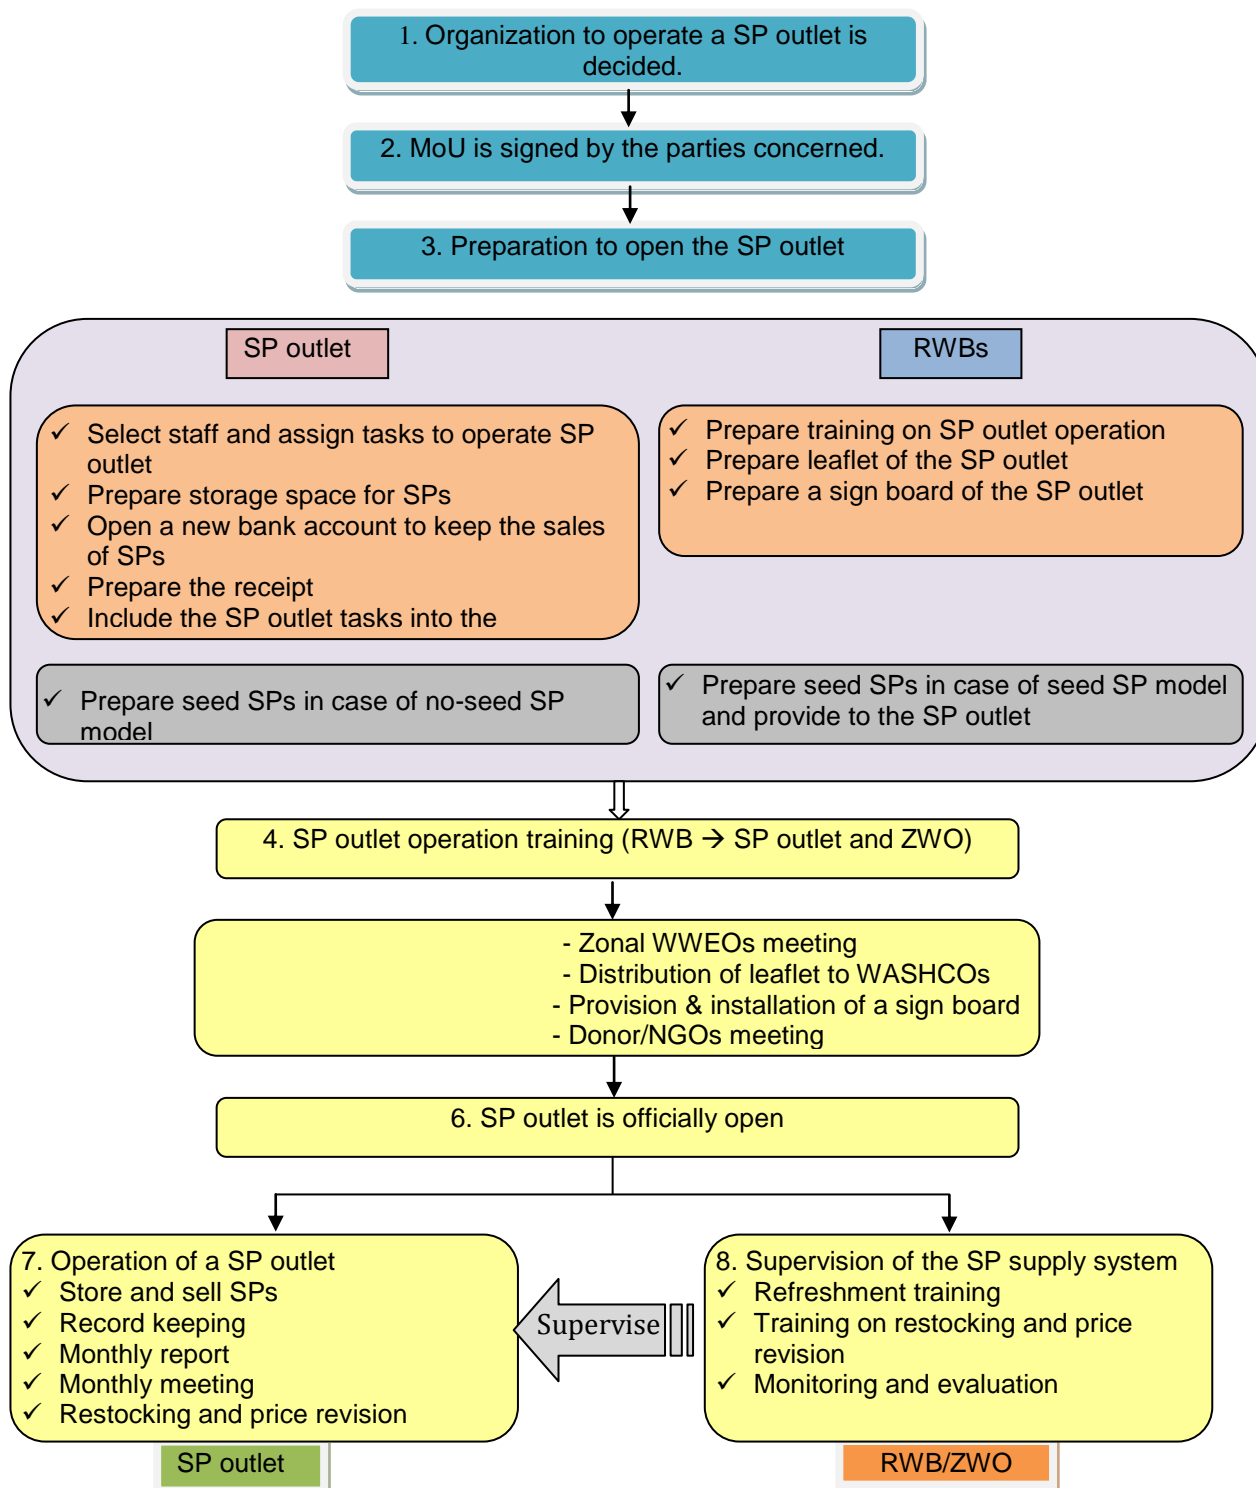 1. Organization to operate a SP outlet is
decided.
2. MoU is signed by the parties concerned.
3. Preparation to open the SP outlet
SP outlet
RWBs
✓ Select staff and assign tasks to operate SP
outlet
✓ Prepare storage space for SPs
✓ Open a new bank account to keep the sales
of SPs
✓ Prepare the receipt
✓ Include the SP outlet tasks into the
✓ Prepare training on SP outlet operation
✓ Prepare leaflet of the SP outlet
✓ Prepare a sign board of the SP outlet
✓ Prepare seed SPs in case of no-seed SP
model
✓ Prepare seed SPs in case of seed SP model
and provide to the SP outlet
4. SP outlet operation training (RWB → SP outlet and ZWO)
- Zonal WWEOs meeting
- Distribution of leaflet to WASHCOs
- Provision & installation of a sign board
- Donor/NGOs meeting
6. SP outlet is officially open
7. Operation of a SP outlet
✓ Store and sell SPs
✓ Record keeping
✓ Monthly report
✓ Monthly meeting
✓ Restocking and price revision
Supervise
8. Supervision of the SP supply system
✓ Refreshment training
✓ Training on restocking and price
revision
✓ Monitoring and evaluation
SP outlet
RWB/ZWO